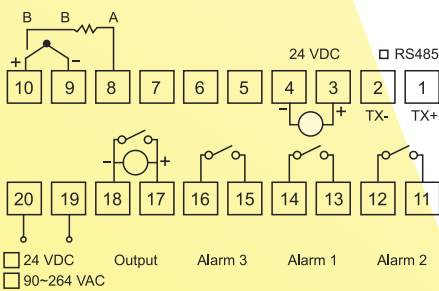 B B A
24 VDC □ RS485
+ -
10 9 8 7 6 5 4 3 2 1
- + TX- TX+
- +
20 19 18 17 16 15 14 13 12 11
□ 24 VDC Output Alarm 3 Alarm 1 Alarm 2
□ 90~264 VAC